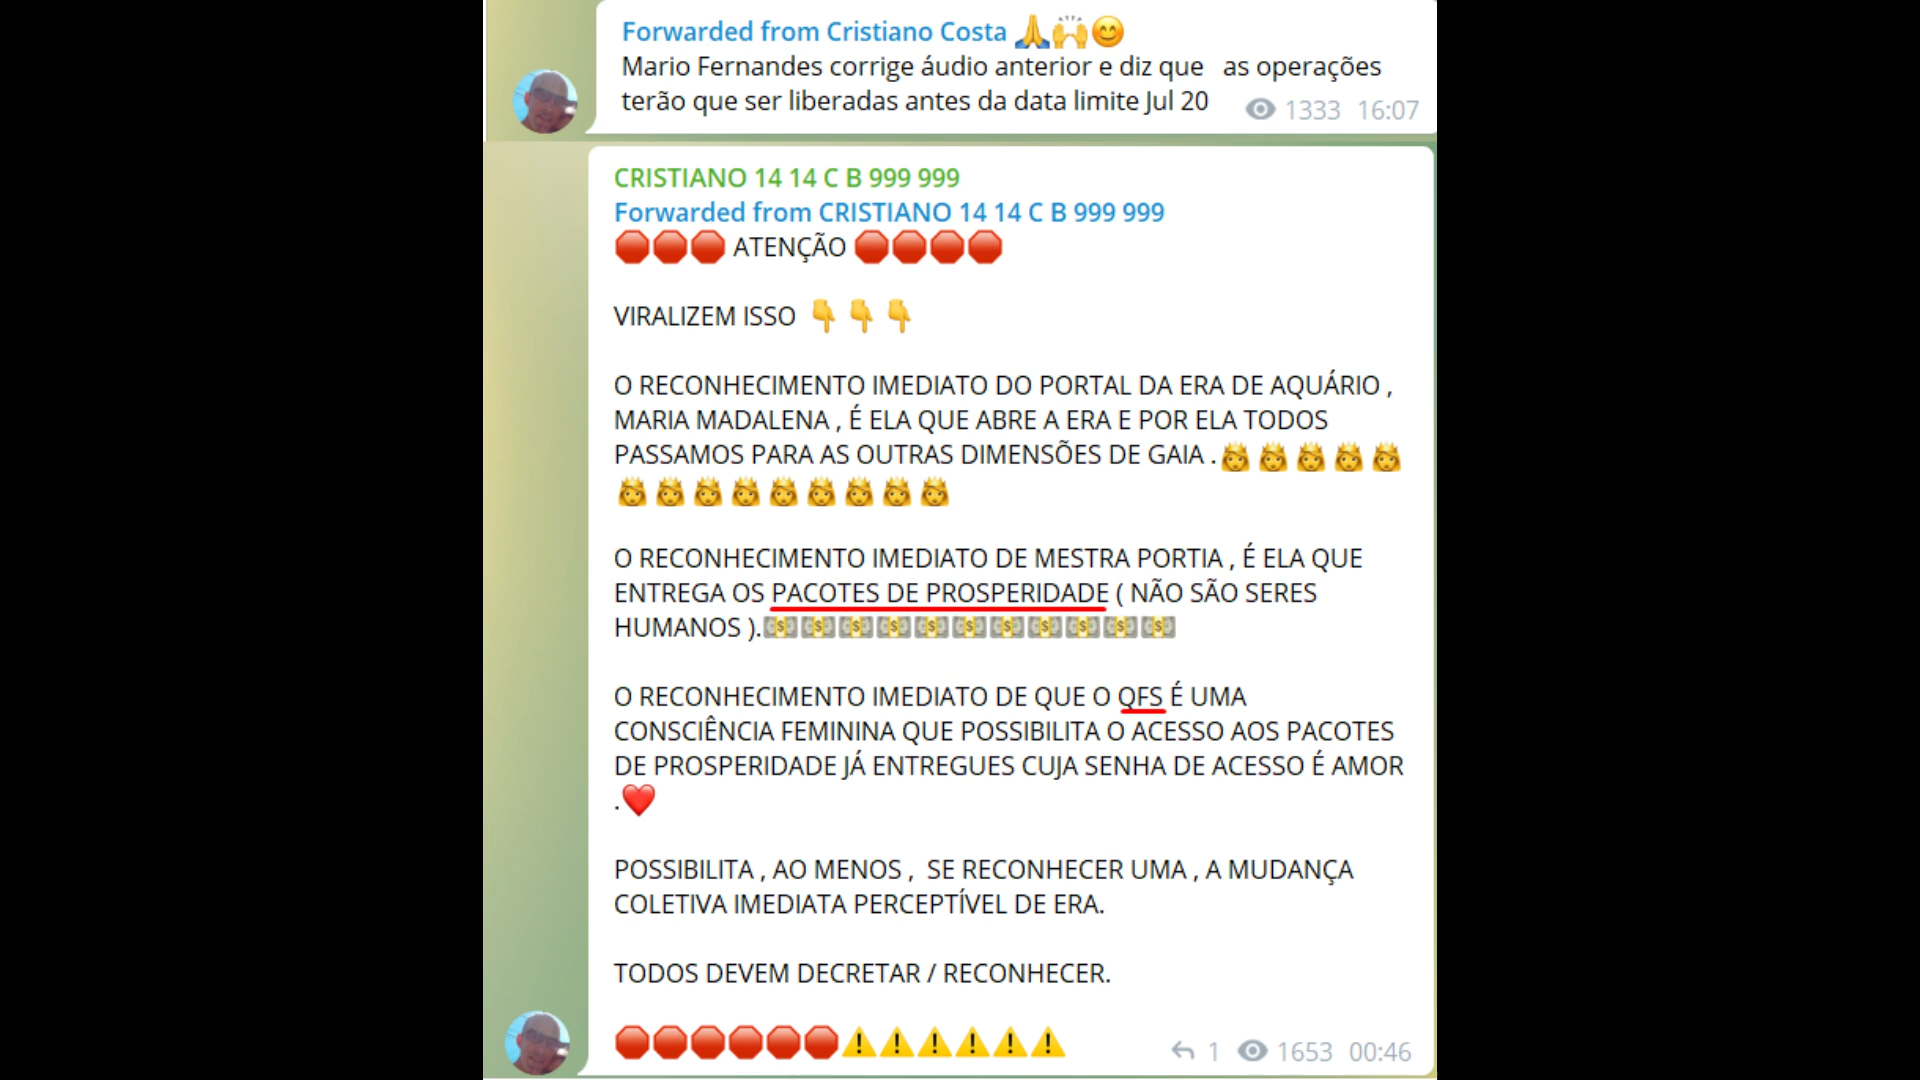 Forwarded from Cristiano Costa 🙏🙌😊
Mario Fernandes corrige áudio anterior e diz que as operações
terão que ser liberadas antes da data limite Jul 20
1333 16:07
CRISTIANO 14 14 C B 999 999
Forwarded from CRISTIANO 14 14 C B 999 999
🛑🛑🛑 ATENÇÃO 🛑🛑🛑🛑
VIRALIZEM ISSO 👇👇👇
O RECONHECIMENTO IMEDIATO DO PORTAL DA ERA DE AQUÁRIO ,
MARIA MADALENA , É ELA QUE ABRE A ERA E POR ELA TODOS
PASSAMOS PARA AS OUTRAS DIMENSÕES DE GAIA .👸👸👸👸👸
👸👸👸👸👸👸👸👸👸
O RECONHECIMENTO IMEDIATO DE MESTRA PORTIA , É ELA QUE
ENTREGA OS PACOTES DE PROSPERIDADE ( NÃO SÃO SERES
HUMANOS ).💵💵💵💵💵💵💵💵💵💵💵
O RECONHECIMENTO IMEDIATO DE QUE O QFS É UMA
CONSCIÊNCIA FEMININA QUE POSSIBILITA O ACESSO AOS PACOTES
DE PROSPERIDADE JÁ ENTREGUES CUJA SENHA DE ACESSO É AMOR
.❤️
POSSIBILITA , AO MENOS , SE RECONHECER UMA , A MUDANÇA
COLETIVA IMEDIATA PERCEPTÍVEL DE ERA.
TODOS DEVEM DECRETAR / RECONHECER.
🛑🛑🛑🛑🛑🛑⚠️⚠️⚠️⚠️⚠️⚠️
1 1653 00:46